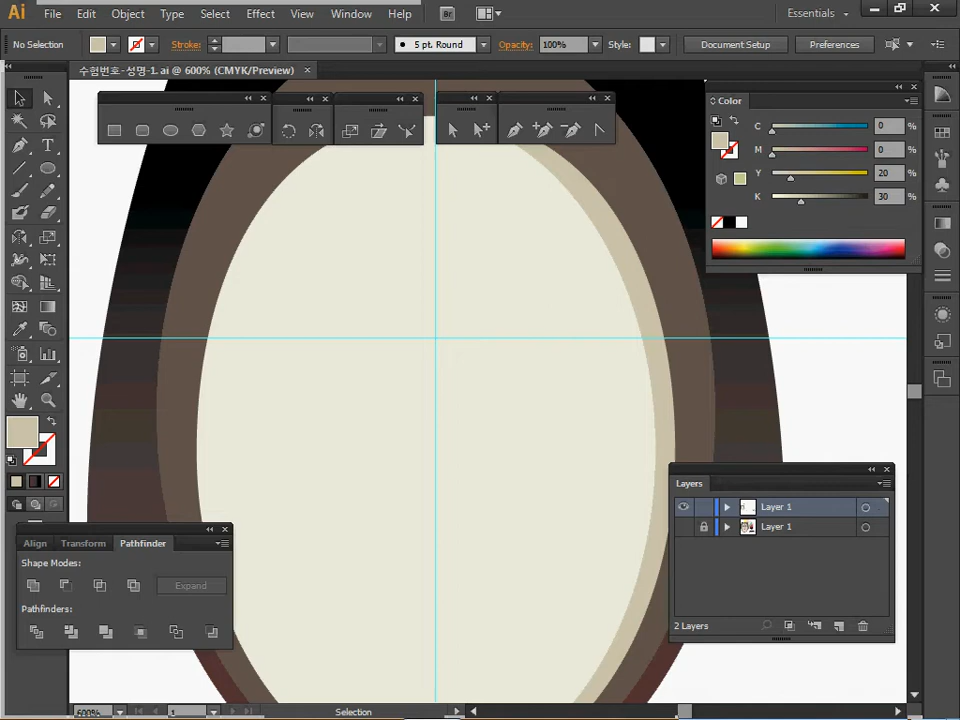 Ai File Edit Object Type Select Effect View Window Help Br Essentials
No Selection Stroke: 5 pt. Round Opacity: 100% Style: Document Setup Preferences
수험번호-성명-1. ai @ 600% (CMYK/Preview)
Color
C 0 %
M 0 %
Y 20 %
K 30 %
Layers
Layer 1
Layer 1
2 Layers
Align Transform Pathfinder
Shape Modes:
Expand
Pathfinders:
600% 1 Selection